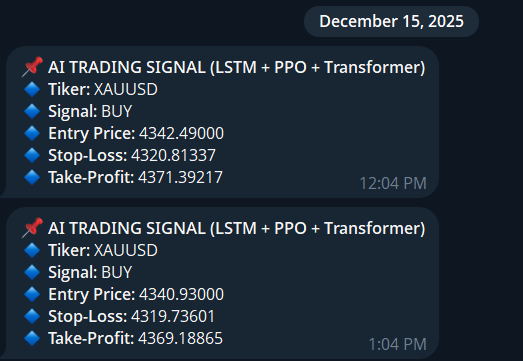 December 15, 2025
📌 AI TRADING SIGNAL (LSTM + PPO + Transformer)
🔷 Tiker: XAUUSD
🔷 Signal: BUY
🔷 Entry Price: 4342.49000
🔷 Stop-Loss: 4320.81337
🔷 Take-Profit: 4371.39217
12:04 PM
📌 AI TRADING SIGNAL (LSTM + PPO + Transformer)
🔷 Tiker: XAUUSD
🔷 Signal: BUY
🔷 Entry Price: 4340.93000
🔷 Stop-Loss: 4319.73601
🔷 Take-Profit: 4369.18865
1:04 PM